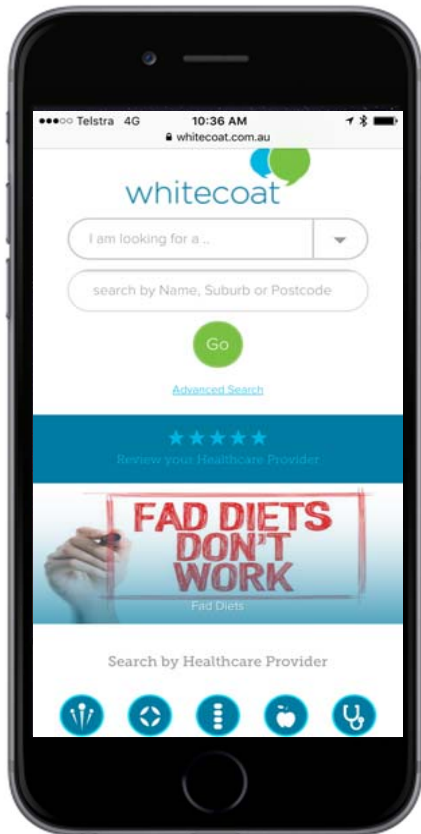 Telstra 4G 10:36 AM
whitecoat.com.au
whitecoat
I am looking for a ..
search by Name, Suburb or Postcode
Go
Advanced Search
Review your Healthcare Provider
FAD DIETS
DON'T
WORK
Fad Diets
Search by Healthcare Provider